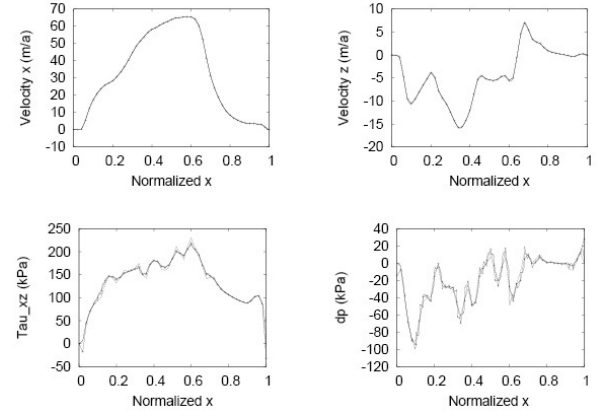 Velocity x (m/a)
70
60
50
40
30
20
10
0
-10
0 0.2 0.4 0.6 0.8 1
Normalized x
Velocity z (m/a)
10
5
0
-5
-10
-15
-20
0 0.2 0.4 0.6 0.8 1
Normalized x
Tau_xz (kPa)
250
200
150
100
50
0
-50
0 0.2 0.4 0.6 0.8 1
Normalized x
dp (kPa)
40
20
0
-20
-40
-60
-80
-100
-120
0 0.2 0.4 0.6 0.8 1
Normalized x